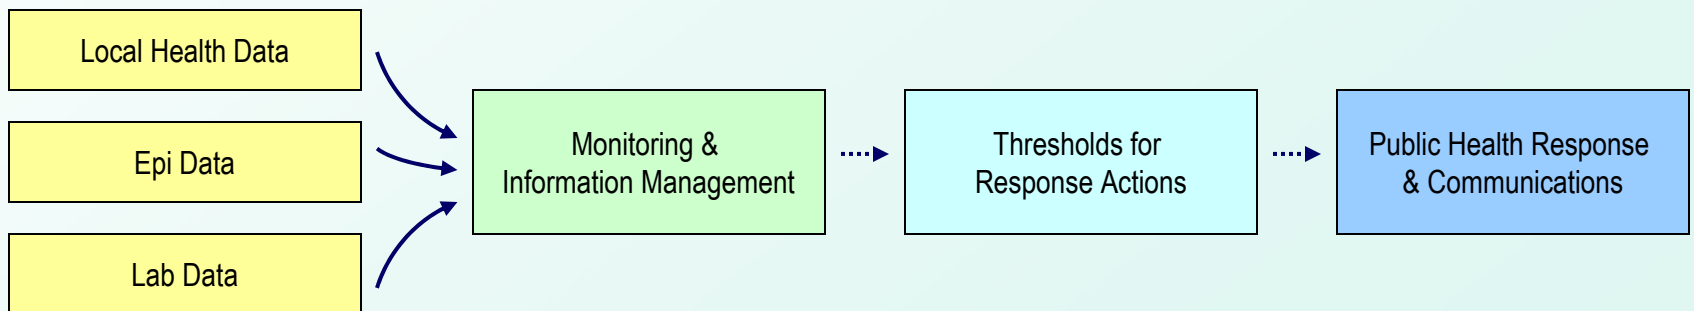 Local Health Data
Epi Data
Lab Data
Monitoring &
Information Management
Thresholds for
Response Actions
Public Health Response
& Communications